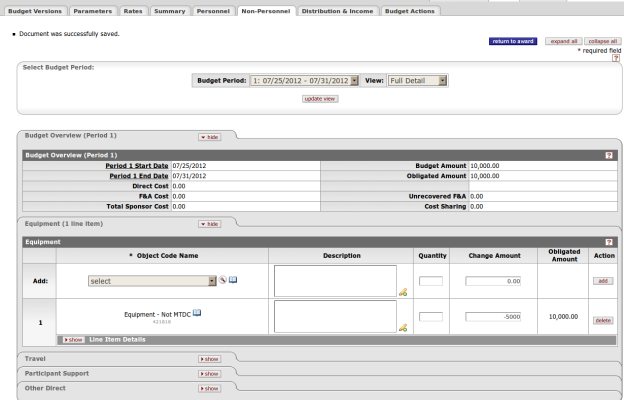 Budget Versions Parameters Rates Summary Personnel Non-Personnel Distribution & Income Budget Actions
Document was successfully saved.
return to award expand all collapse all
* required field
?
Select Budget Period:
Budget Period: 1: 07/25/2012 - 07/31/2012 View: Full Detail
update view
Budget Overview (Period 1) hide
Budget Overview (Period 1) ?
Period 1 Start Date 07/25/2012 Budget Amount 10,000.00
Period 1 End Date 07/31/2012 Obligated Amount 10,000.00
Direct Cost 0.00
F&A Cost 0.00 Unrecovered F&A 0.00
Total Sponsor Cost 0.00 Cost Sharing 0.00
Equipment (1 line item) hide
Equipment ?
* Object Code Name Description Quantity Change Amount Obligated Amount Action
Add: select 0.00 add
1 Equipment - Not MTDC -5000 10,000.00 delete
show Line Item Details
Travel show
Participant Support show
Other Direct show